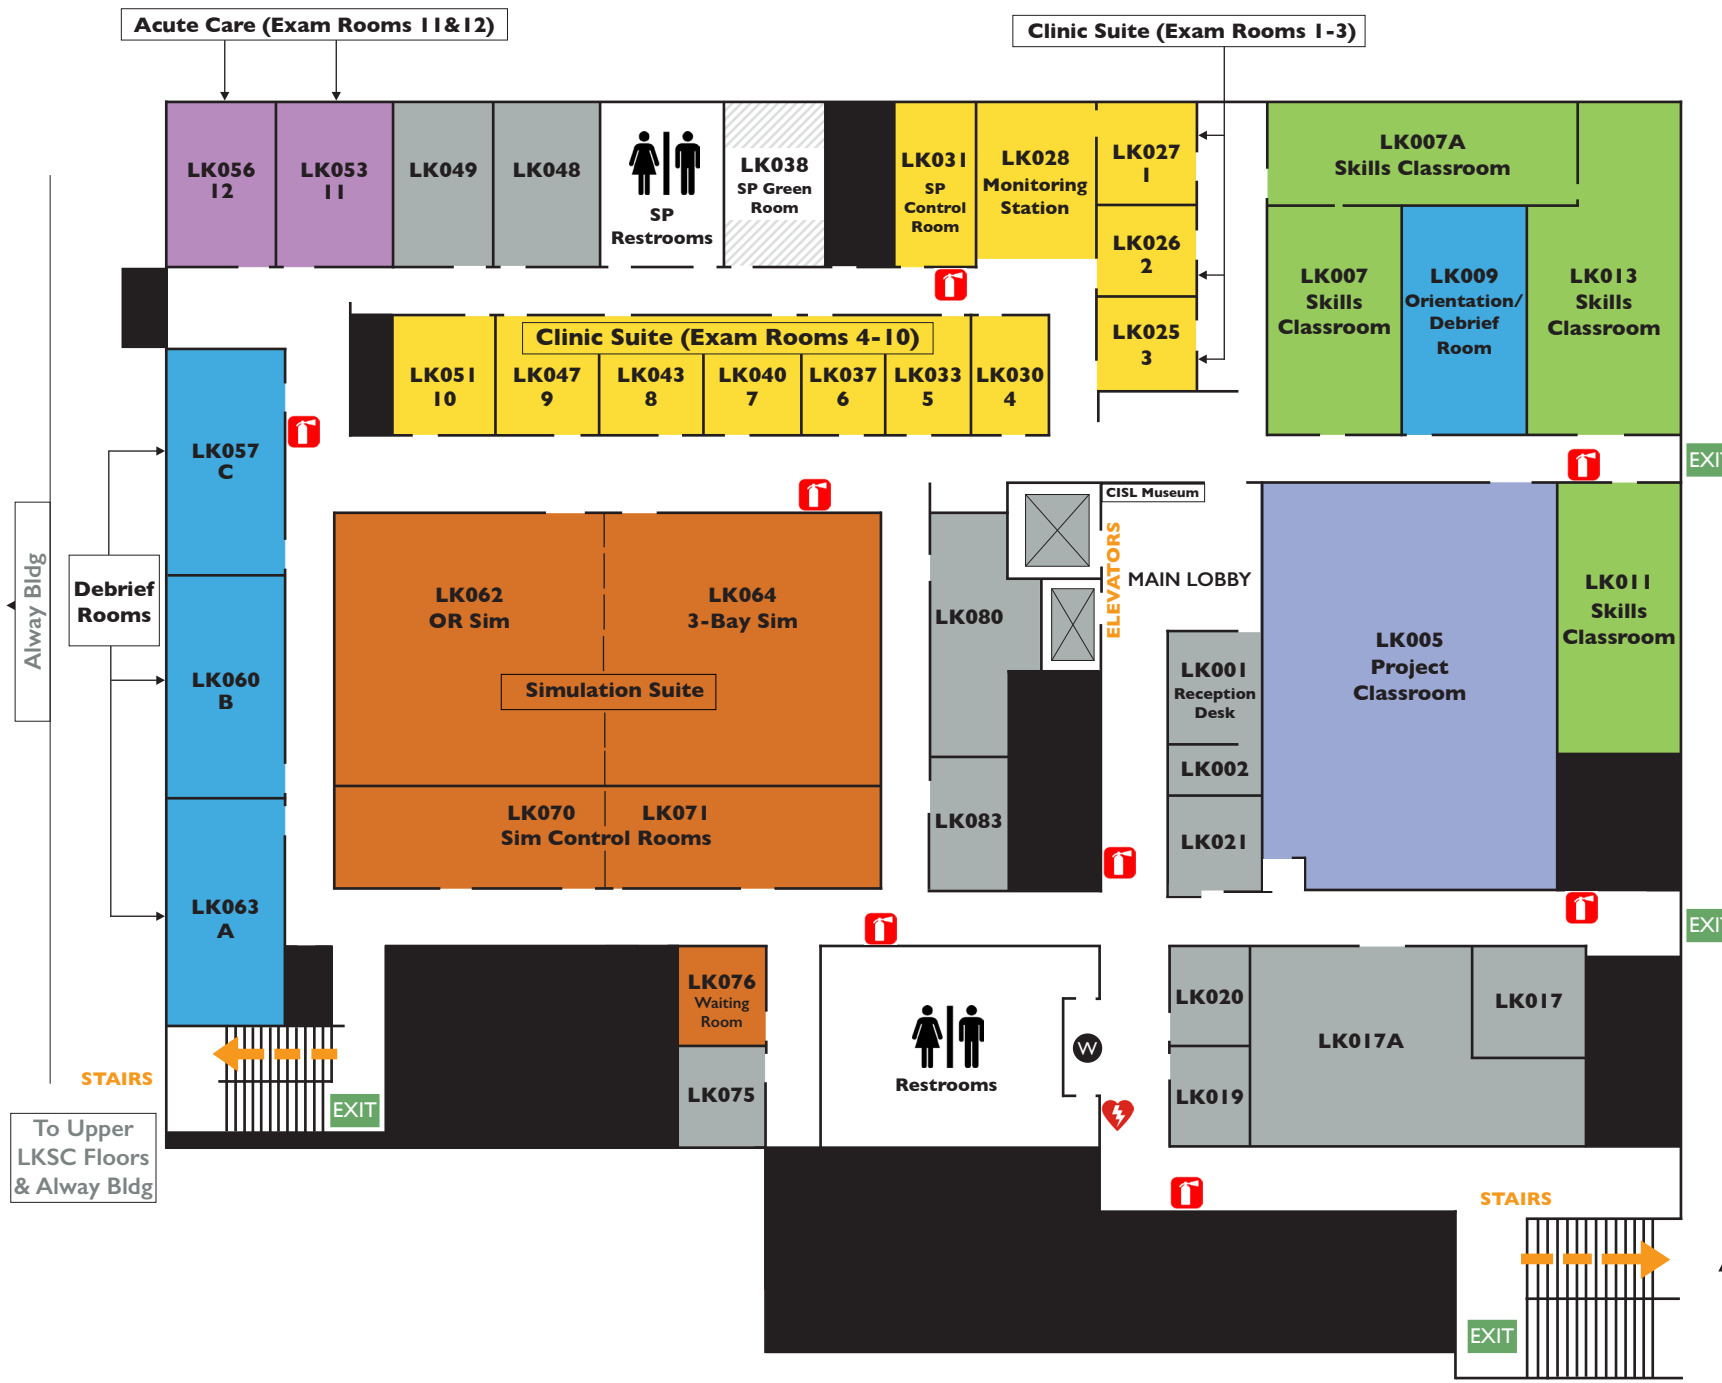 Acute Care (Exam Rooms 11&12)
Clinic Suite (Exam Rooms 1-3)
LK056
12
LK053
11
LK049
LK048
SP
Restrooms
LK038
SP Green
Room
LK031
SP
Control
Room
LK028
Monitoring
Station
LK027
1
LK026
2
LK025
3
LK007A
Skills Classroom
LK007
Skills
Classroom
LK009
Orientation/
Debrief
Room
LK013
Skills
Classroom
Clinic Suite (Exam Rooms 4-10)
LK051
10
LK047
9
LK043
8
LK040
7
LK037
6
LK033
5
LK030
4
LK057
C
EXIT
CISL Museum
ELEVATORS
MAIN LOBBY
Alway Bldg
Debrief
Rooms
LK062
OR Sim
LK064
3-Bay Sim
LK080
LK011
Skills
Classroom
LK005
Project
Classroom
LK001
Reception
Desk
LK060
B
Simulation Suite
LK002
LK070
LK071
Sim Control Rooms
LK083
LK021
LK063
A
EXIT
LK076
Waiting
Room
LK020
LK017
LK017A
W
Restrooms
STAIRS
LK075
LK019
EXIT
To Upper
LKSC Floors
& Alway Bldg
STAIRS
EXIT